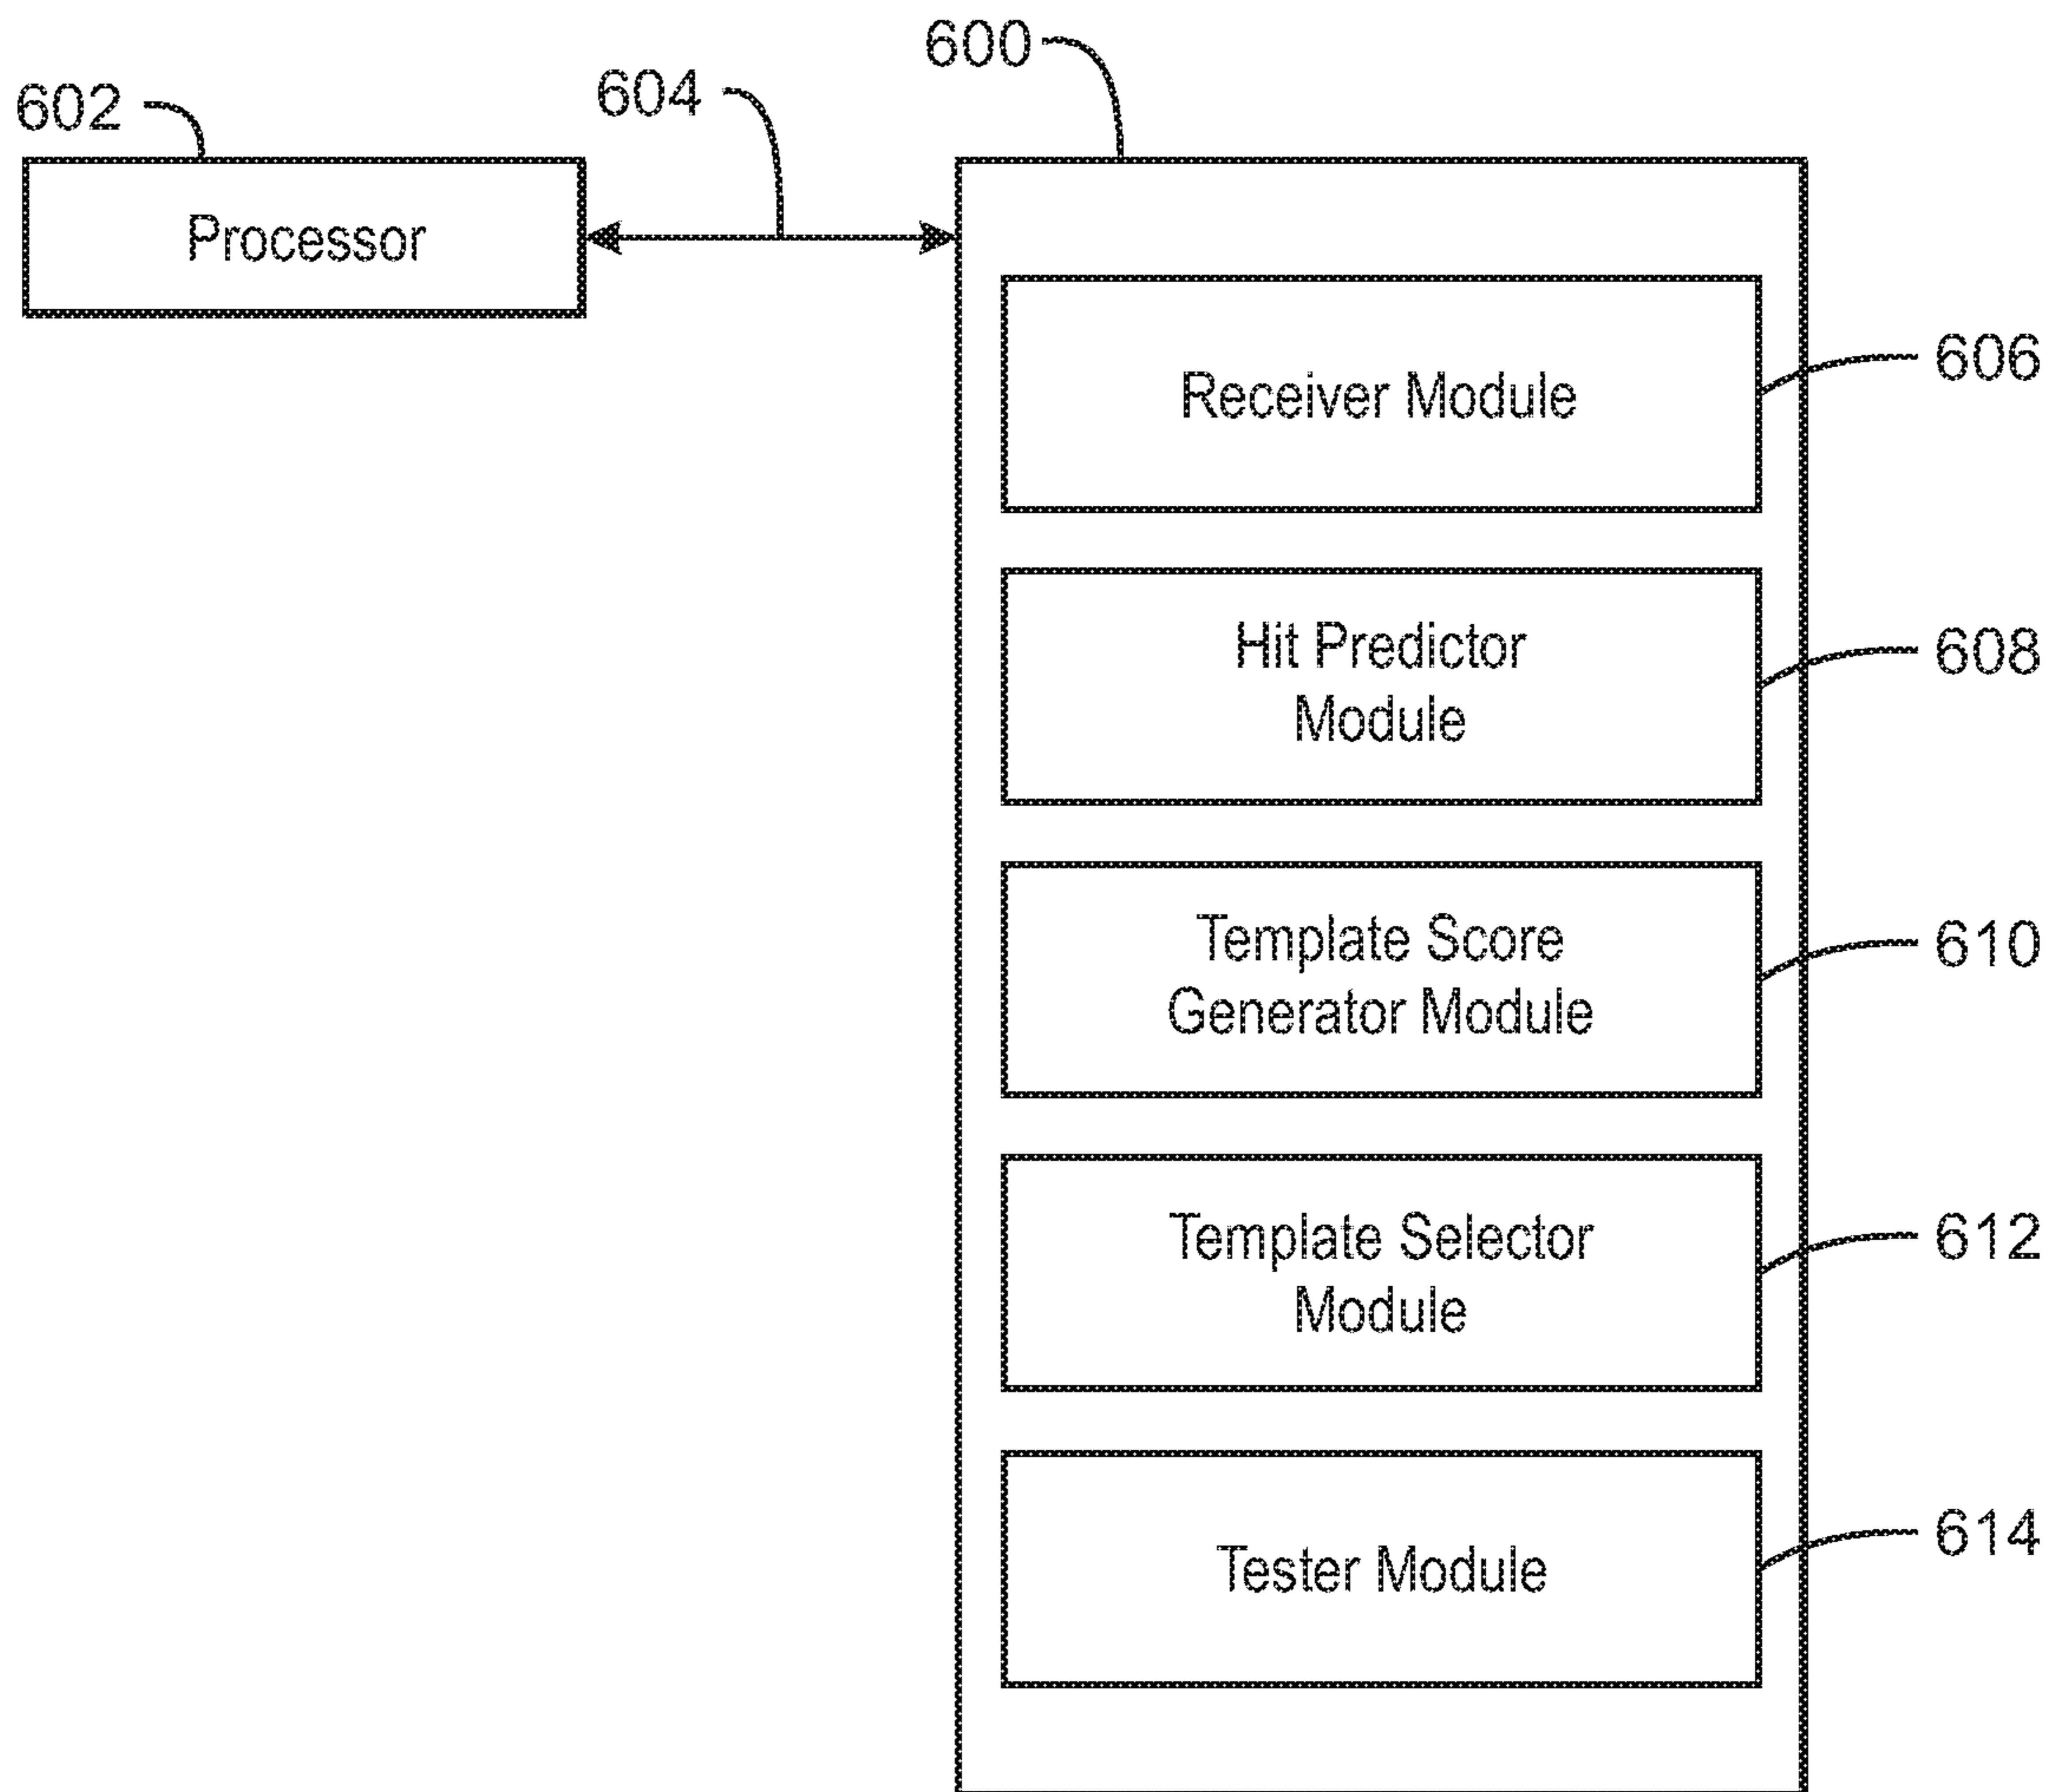 600
602
604
Processor
Receiver Module
606
Hit Predictor
Module
608
Template Score
Generator Module
610
Template Selector
Module
612
Tester Module
614